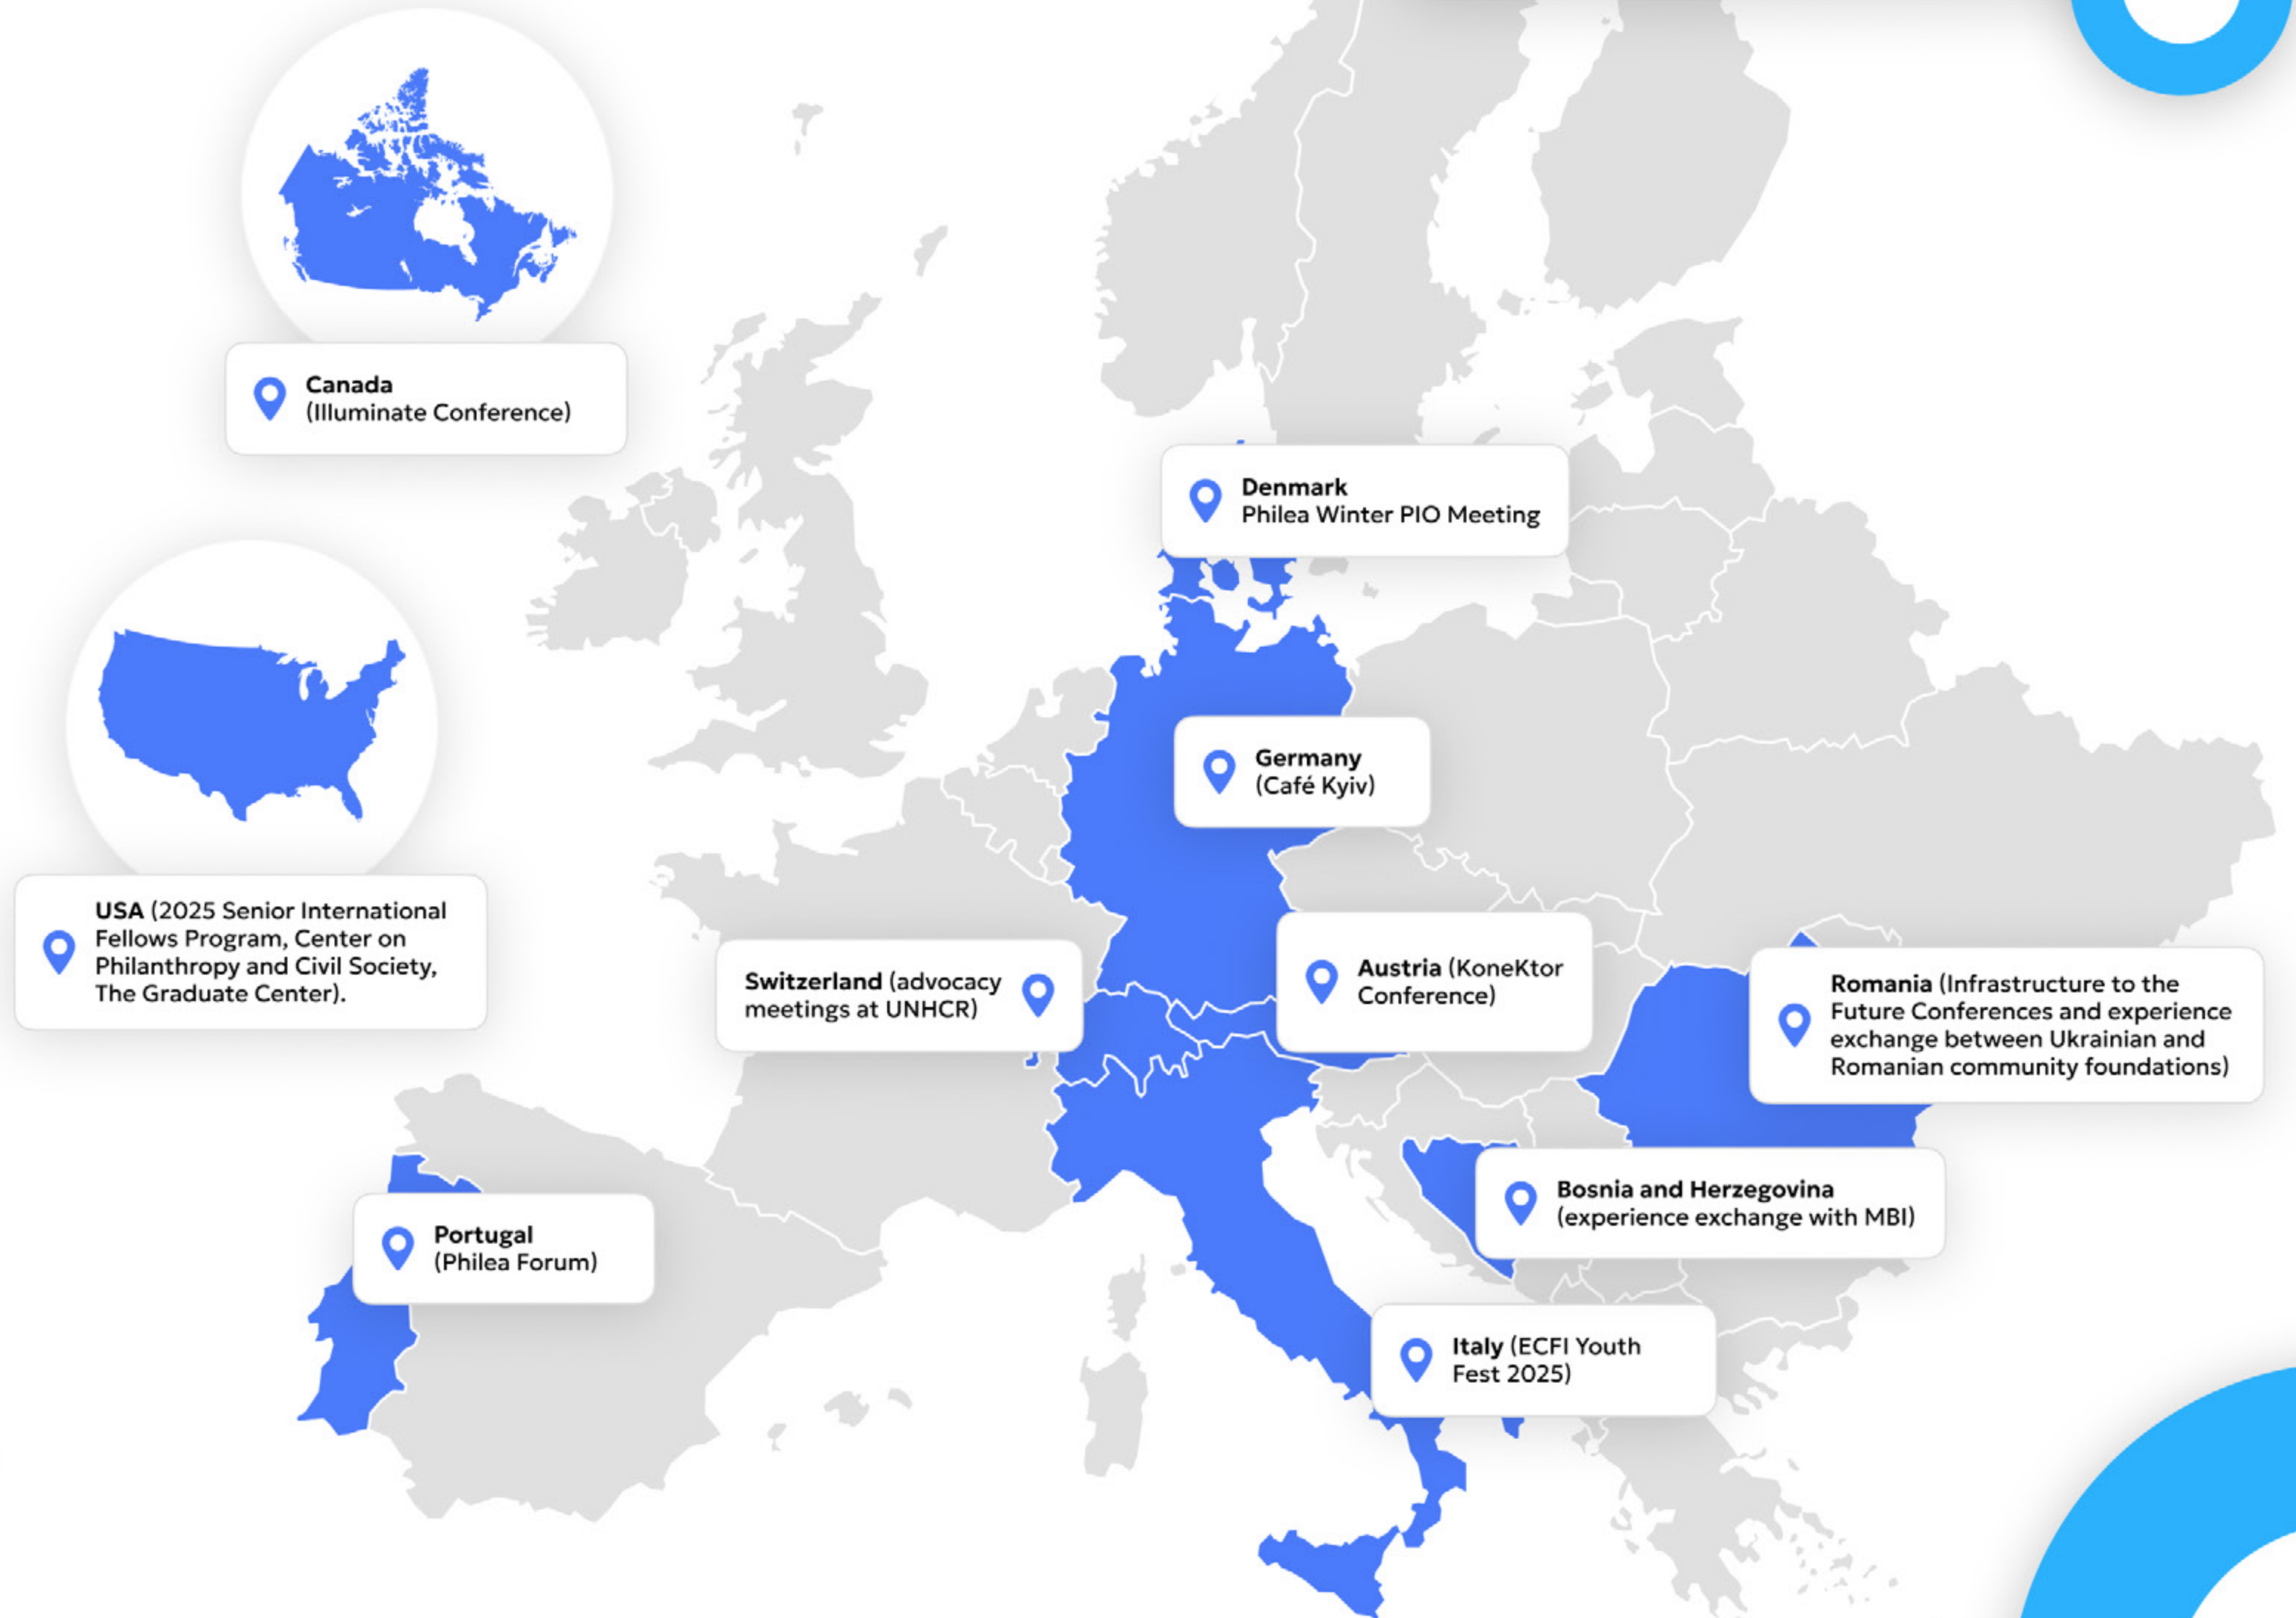 Canada
(Illuminate Conference)
Denmark
Philea Winter PIO Meeting
Germany
(Café Kyiv)
USA (2025 Senior International
Fellows Program, Center on
Philanthropy and Civil Society,
The Graduate Center).
Switzerland (advocacy
meetings at UNHCR)
Austria (KoneKtor
Conference)
Romania (Infrastructure to the
Future Conferences and experience
exchange between Ukrainian and
Romanian community foundations)
Portugal
(Philea Forum)
Bosnia and Herzegovina
(experience exchange with MBI)
Italy (ECFI Youth
Fest 2025)